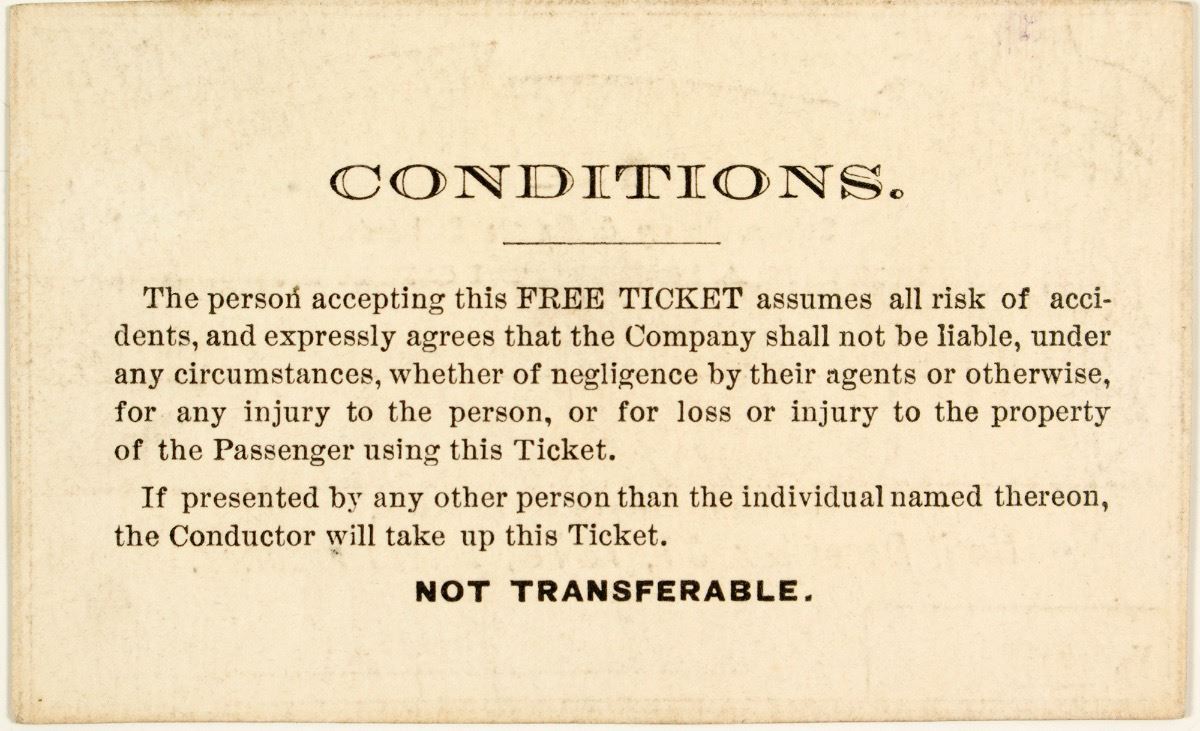 CONDITIONS.
The person accepting this FREE TICKET assumes all risk of acci-
dents, and expressly agrees that the Company shall not be liable, under
any circumstances, whether of negligence by their agents or otherwise,
for any injury to the person, or for loss or injury to the property
of the Passenger using this Ticket.
If presented by any other person than the individual named thereon,
the Conductor will take up this Ticket.
NOT TRANSFERABLE.